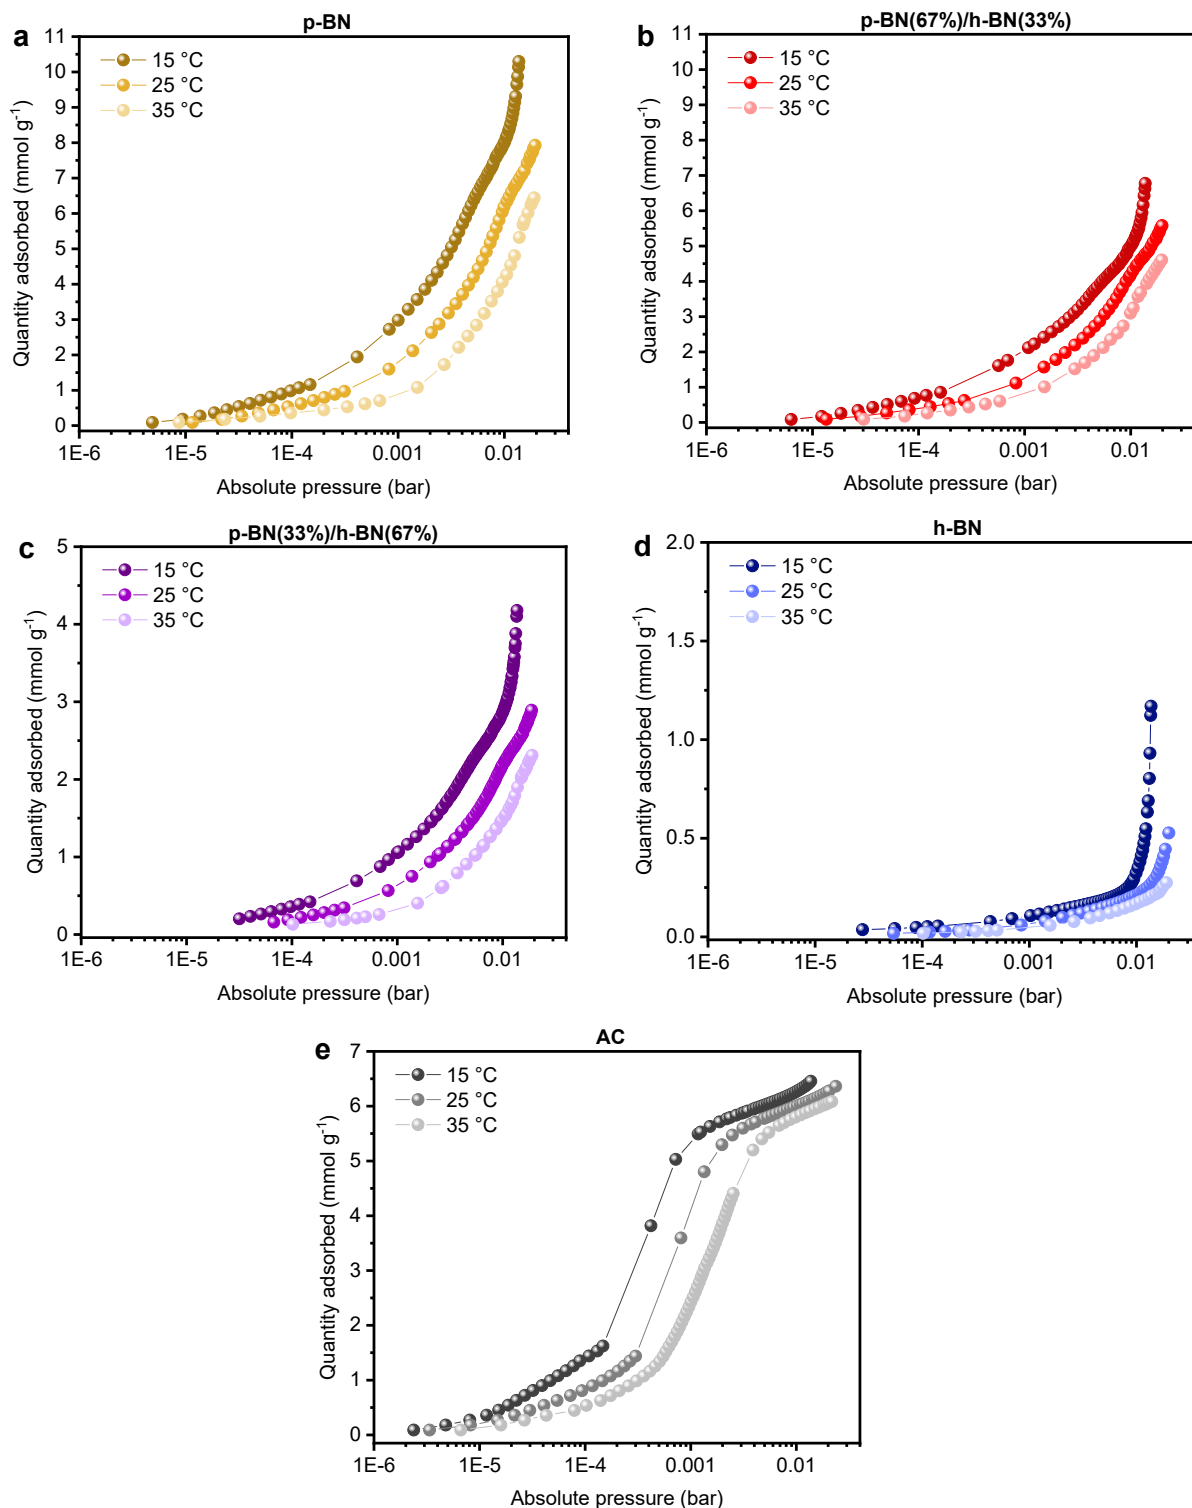 a
p-BN
11
10
9
8
7
6
5
4
3
2
1
0
15 °C
25 °C
35 °C
Quantity adsorbed (mmol g⁻¹)
1E-6
1E-5
1E-4
0.001
0.01
Absolute pressure (bar)
b
p-BN(67%)/h-BN(33%)
11
10
9
8
7
6
5
4
3
2
1
0
15 °C
25 °C
35 °C
Quantity adsorbed (mmol g⁻¹)
1E-6
1E-5
1E-4
0.001
0.01
Absolute pressure (bar)
c
p-BN(33%)/h-BN(67%)
5
4
3
2
1
0
15 °C
25 °C
35 °C
Quantity adsorbed (mmol g⁻¹)
1E-6
1E-5
1E-4
0.001
0.01
Absolute pressure (bar)
d
h-BN
2.0
1.5
1.0
0.5
0.0
15 °C
25 °C
35 °C
Quantity adsorbed (mmol g⁻¹)
1E-6
1E-5
1E-4
0.001
0.01
Absolute pressure (bar)
e
AC
7
6
5
4
3
2
1
0
15 °C
25 °C
35 °C
Quantity adsorbed (mmol g⁻¹)
1E-6
1E-5
1E-4
0.001
0.01
Absolute pressure (bar)